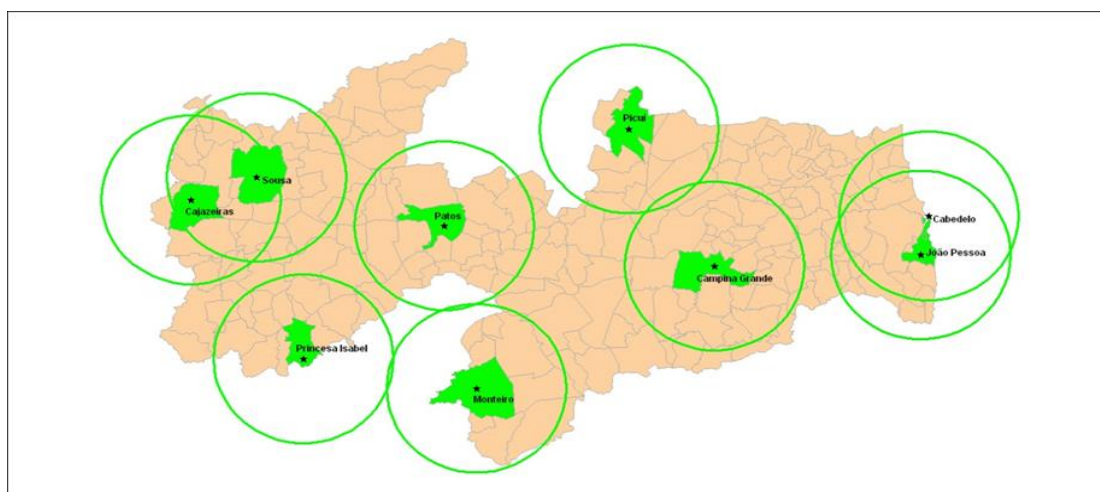 Picuí
Sousa
Cajazeiras
Patos
Cabedelo
João Pessoa
Campina Grande
Princesa Isabel
Monteiro